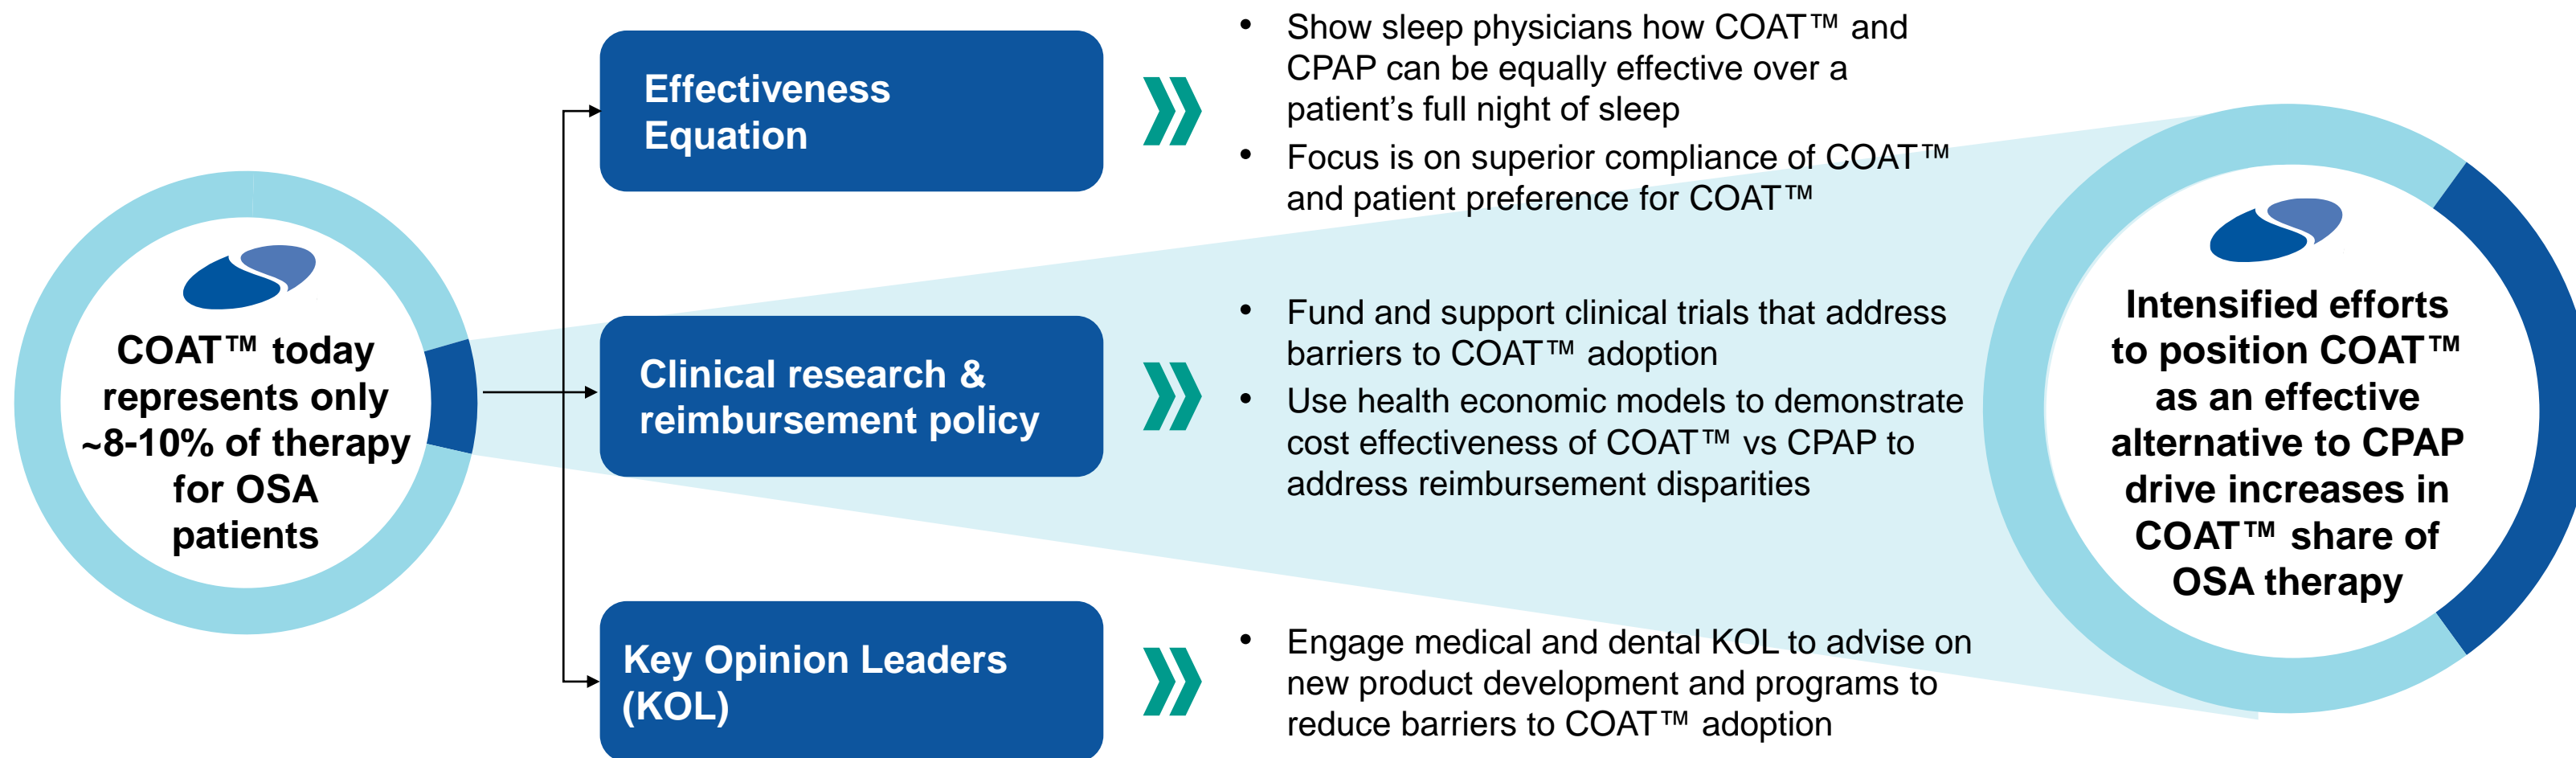 COAT™ today
represents only
~8-10% of therapy
for OSA
patients
Effectiveness
Equation
• Show sleep physicians how COAT™ and
CPAP can be equally effective over a
patient’s full night of sleep
• Focus is on superior compliance of COAT™
and patient preference for COAT™
Clinical research &
reimbursement policy
• Fund and support clinical trials that address
barriers to COAT™ adoption
• Use health economic models to demonstrate
cost effectiveness of COAT™ vs CPAP to
address reimbursement disparities
Key Opinion Leaders
(KOL)
• Engage medical and dental KOL to advise on
new product development and programs to
reduce barriers to COAT™ adoption
Intensified efforts
to position COAT™
as an effective
alternative to CPAP
drive increases in
COAT™ share of
OSA therapy